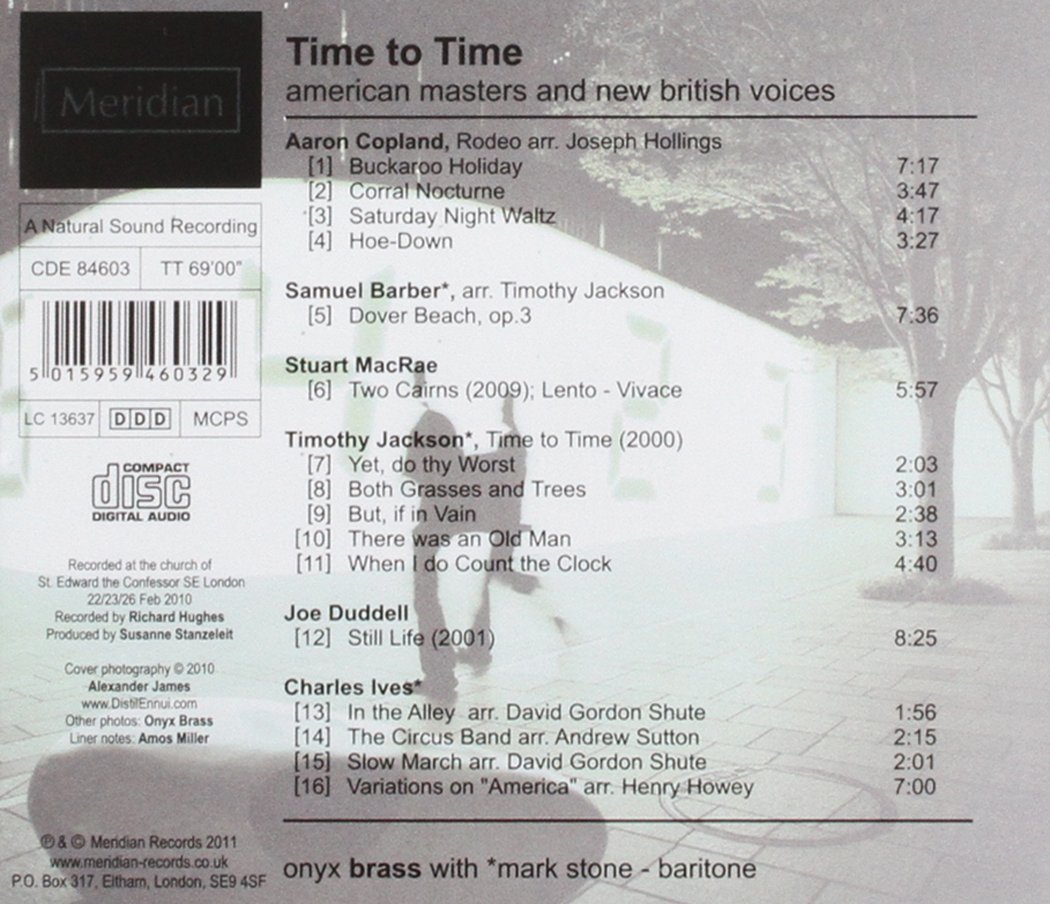 Meridian
A Natural Sound Recording
CDE 84603 TT 69'00"
5 015959 460329
LC 13637 DDD MCPS
COMPACT
disc
DIGITAL AUDIO
Recorded at the church of
St. Edward the Confessor SE London
22/23/26 Feb 2010
Recorded by Richard Hughes
Produced by Susanne Stanzeleit
Cover photography © 2010
Alexander James
www.DistilEnnui.com
Other photos: Onyx Brass
Liner notes: Amos Miller
℗ & © Meridian Records 2011
www.meridian-records.co.uk
P.O. Box 317, Eltham, London, SE9 4SF
Time to Time
american masters and new british voices
Aaron Copland, Rodeo arr. Joseph Hollings
[1] Buckaroo Holiday 7:17
[2] Corral Nocturne 3:47
[3] Saturday Night Waltz 4:17
[4] Hoe-Down 3:27
Samuel Barber*, arr. Timothy Jackson
[5] Dover Beach, op.3 7:36
Stuart MacRae
[6] Two Cairns (2009); Lento - Vivace 5:57
Timothy Jackson*, Time to Time (2000)
[7] Yet, do thy Worst 2:03
[8] Both Grasses and Trees 3:01
[9] But, if in Vain 2:38
[10] There was an Old Man 3:13
[11] When I do Count the Clock 4:40
Joe Duddell
[12] Still Life (2001) 8:25
Charles Ives*
[13] In the Alley arr. David Gordon Shute 1:56
[14] The Circus Band arr. Andrew Sutton 2:15
[15] Slow March arr. David Gordon Shute 2:01
[16] Variations on "America" arr. Henry Howey 7:00
onyx brass with *mark stone - baritone